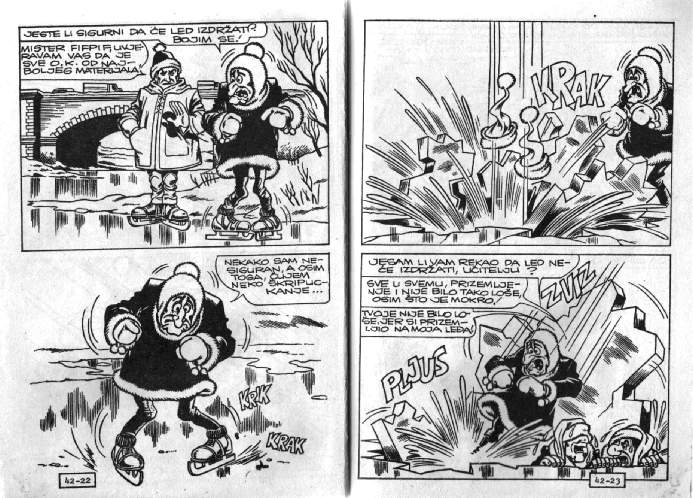 JESTE LI SIGURNI DA ĆE LED IZDRŽATI?
BOJIM SE!
MISTER FIFPIF, UVJE-
RAVAM VAS DA JE
SVE O.K. OD NAJ-
BOLJEG MATERIJALA!
NEKAKO SAM NE-
SIGURAN, A OSIM
TOGA, ČUJEM
NEKO ŠKRIPUC-
KANJE...
KRK
KRAK
42-22
KRAK
JESAM LI VAM REKAO DA LED NE-
ĆE IZDRŽATI, UČITELJU?
SVE U SVEMU, PRIZEMLJE-
NJE I NIJE BILO TAKO LOŠE,
OSIM ŠTO JE MOKRO!
TVOJE NIJE BILO LO-
ŠE, JER SI PRIZEM-
LJIO NA MOJA LEĐA!
ZVIZ
PLJUS
42-23